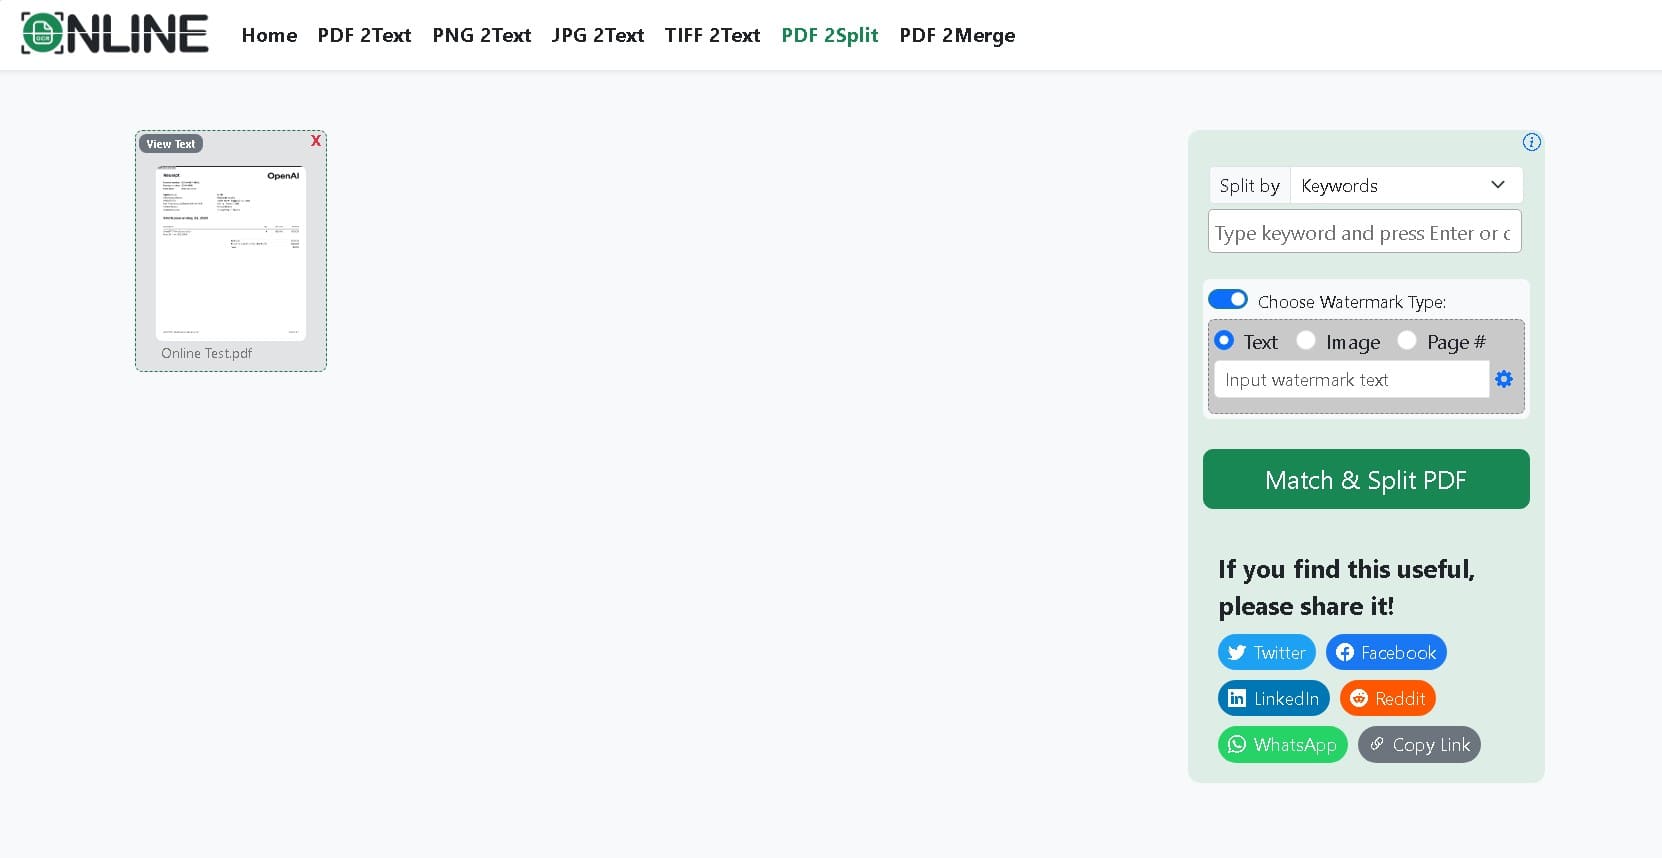 OCR
ONLINE
Home PDF 2Text PNG 2Text JPG 2Text TIFF 2Text PDF 2Split PDF 2Merge
View Text X
Receipt OpenAI
Online Test.pdf
Split by Keywords
Type keyword and press Enter or c
Choose Watermark Type:
Text Image Page #
Input watermark text
Match & Split PDF
If you find this useful,
please share it!
Twitter Facebook
LinkedIn Reddit
WhatsApp Copy Link